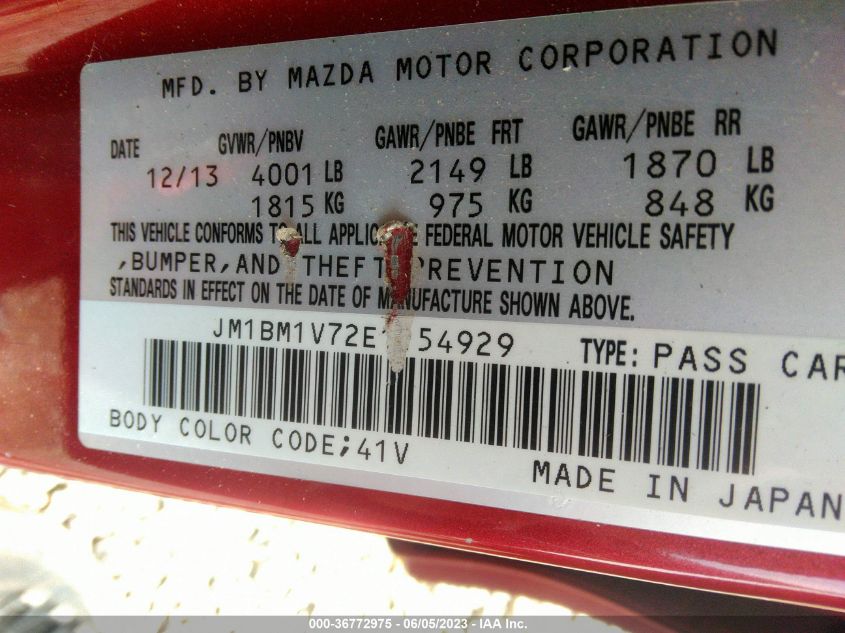 MFD. BY MAZDA MOTOR CORPORATION
DATE GVWR/PNBV GAWR/PNBE FRT GAWR/PNBE RR
12/13 4001 LB 2149 LB 1870 LB
1815 KG 975 KG 848 KG
THIS VEHICLE CONFORMS TO ALL APPLICABLE FEDERAL MOTOR VEHICLE SAFETY
,BUMPER,AND THEFT PREVENTION
STANDARDS IN EFFECT ON THE DATE OF MANUFACTURE SHOWN ABOVE.
TYPE: PASS CAR
BODY COLOR CODE;41V
MADE IN JAPAN
000-36772975 - 06/05/2023 - IAA Inc.